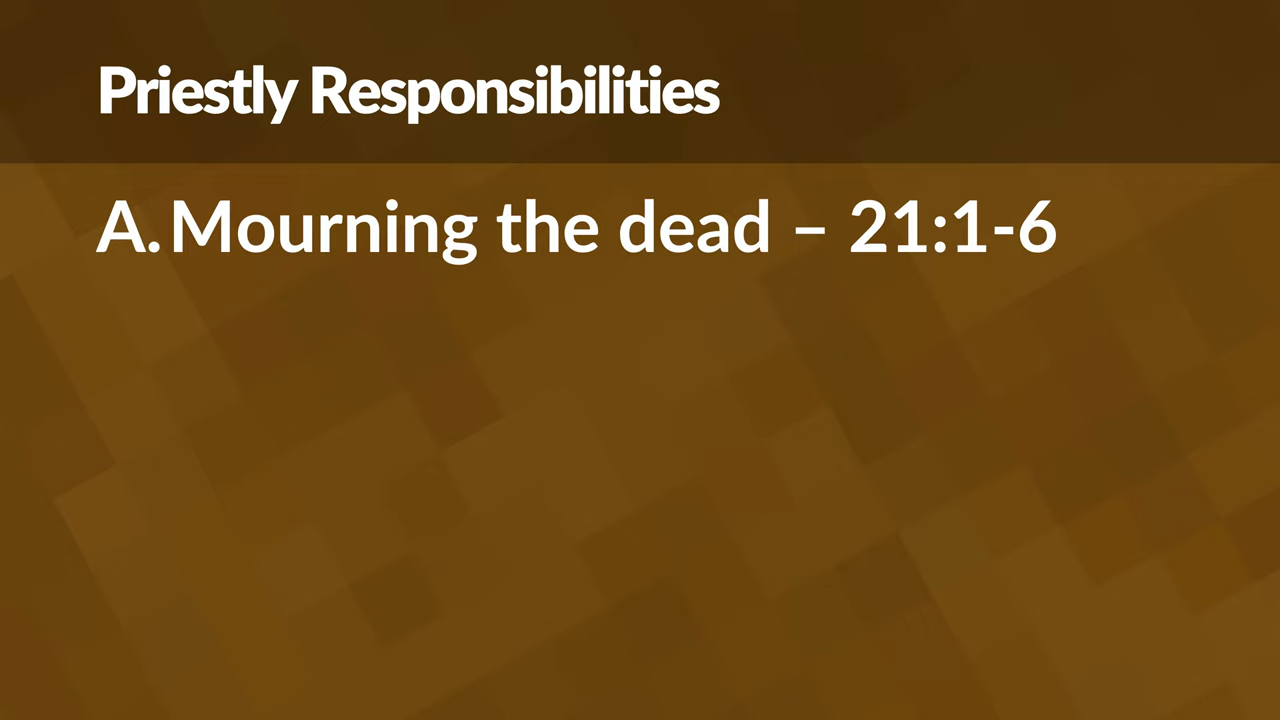 Priestly Responsibilities
A. Mourning the dead – 21:1-6